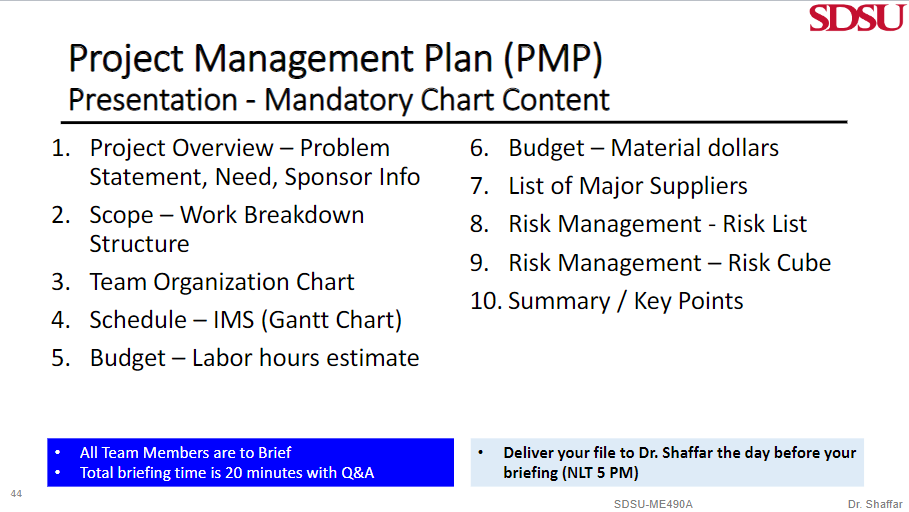 SDSU
Project Management Plan (PMP)
Presentation - Mandatory Chart Content
1. Project Overview – Problem
Statement, Need, Sponsor Info
2. Scope – Work Breakdown
Structure
3. Team Organization Chart
4. Schedule – IMS (Gantt Chart)
5. Budget – Labor hours estimate
6. Budget – Material dollars
7. List of Major Suppliers
8. Risk Management - Risk List
9. Risk Management – Risk Cube
10. Summary / Key Points
• All Team Members are to Brief
• Total briefing time is 20 minutes with Q&A
• Deliver your file to Dr. Shaffar the day before your
briefing (NLT 5 PM)
44
SDSU-ME490A
Dr. Shaffar